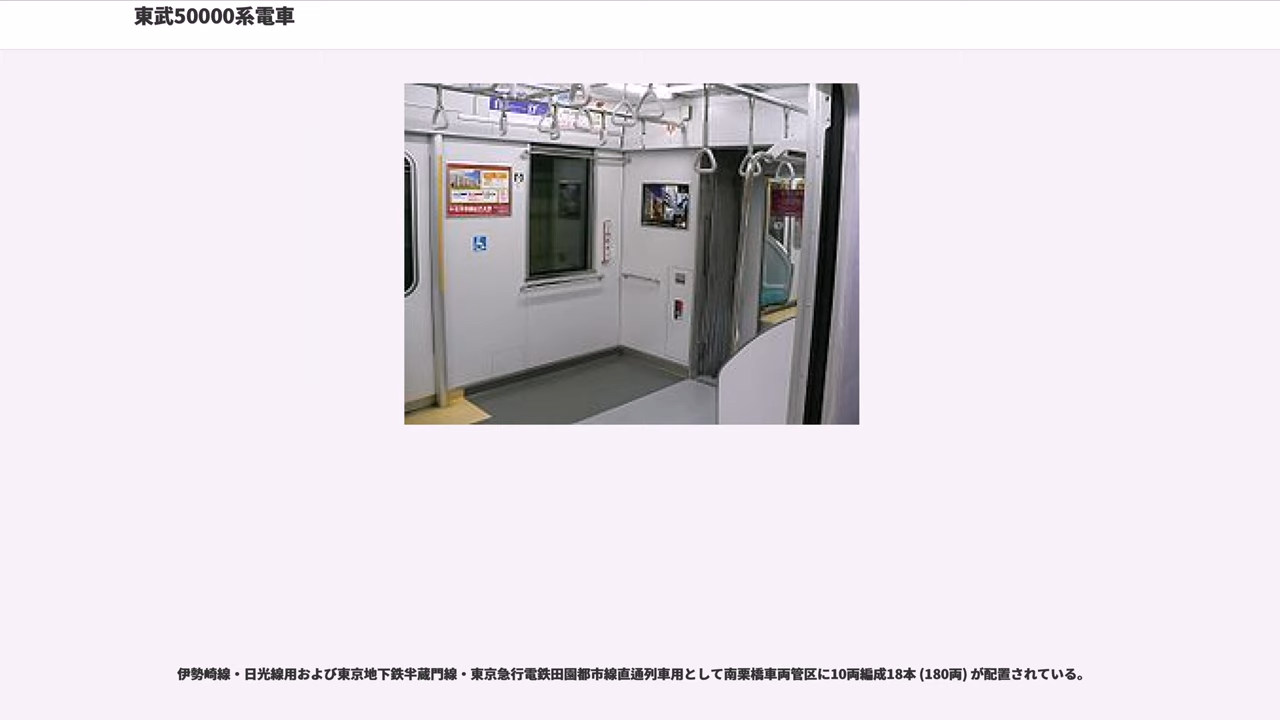 東武50000系電車
伊勢崎線・日光線用および東京地下鉄半蔵門線・東京急行電鉄田園都市線直通列車用として南栗橋車両管区に10両編成18本 (180両) が配置されている。